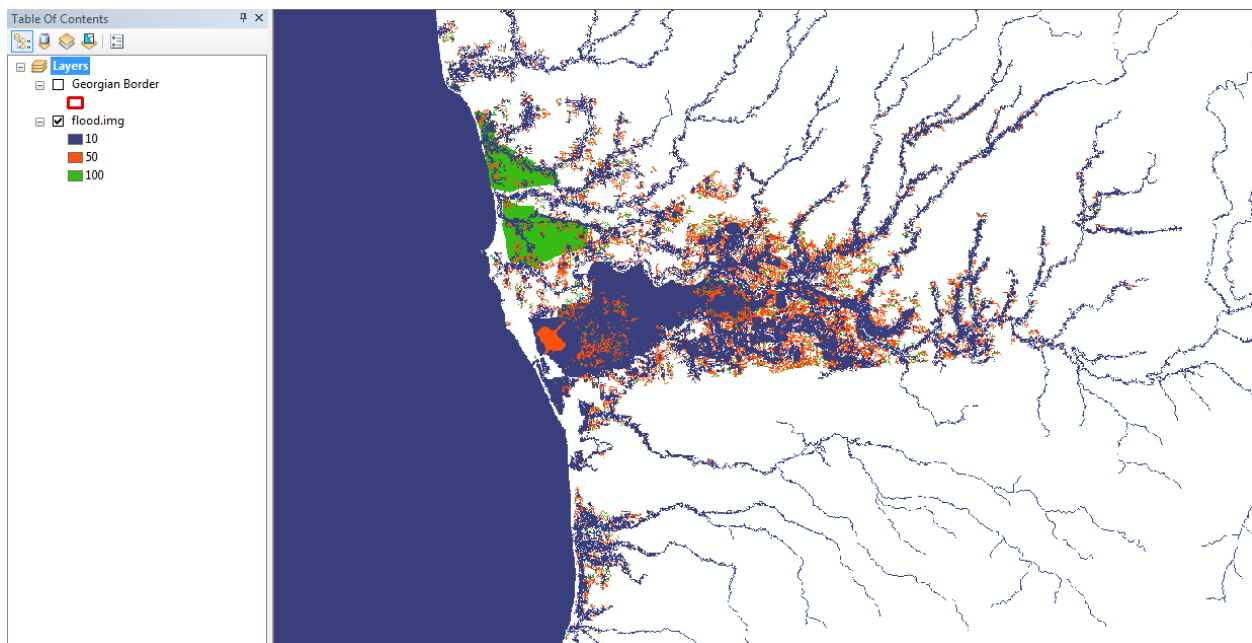 Table Of Contents
Layers
Georgian Border
flood.img
10
50
100